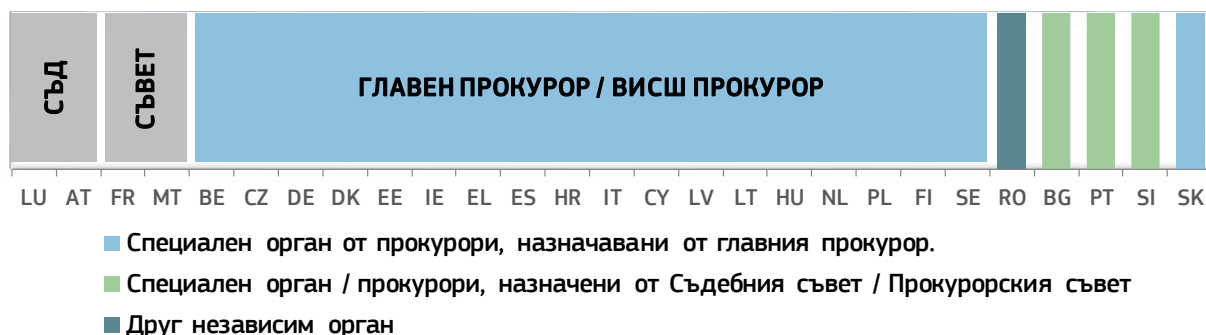 СЪД
СЪВЕТ
ГЛАВЕН ПРОКУРОР / ВИСШ ПРОКУРОР
LU AT FR MT BE CZ DE DK EE IE EL ES HR IT CY LV LT HU NL PL FI SE RO BG PT SI SK
Специален орган от прокурори, назначавани от главния прокурор.
Специален орган / прокурори, назначени от Съдебния съвет / Прокурорския съвет
Друг независим орган